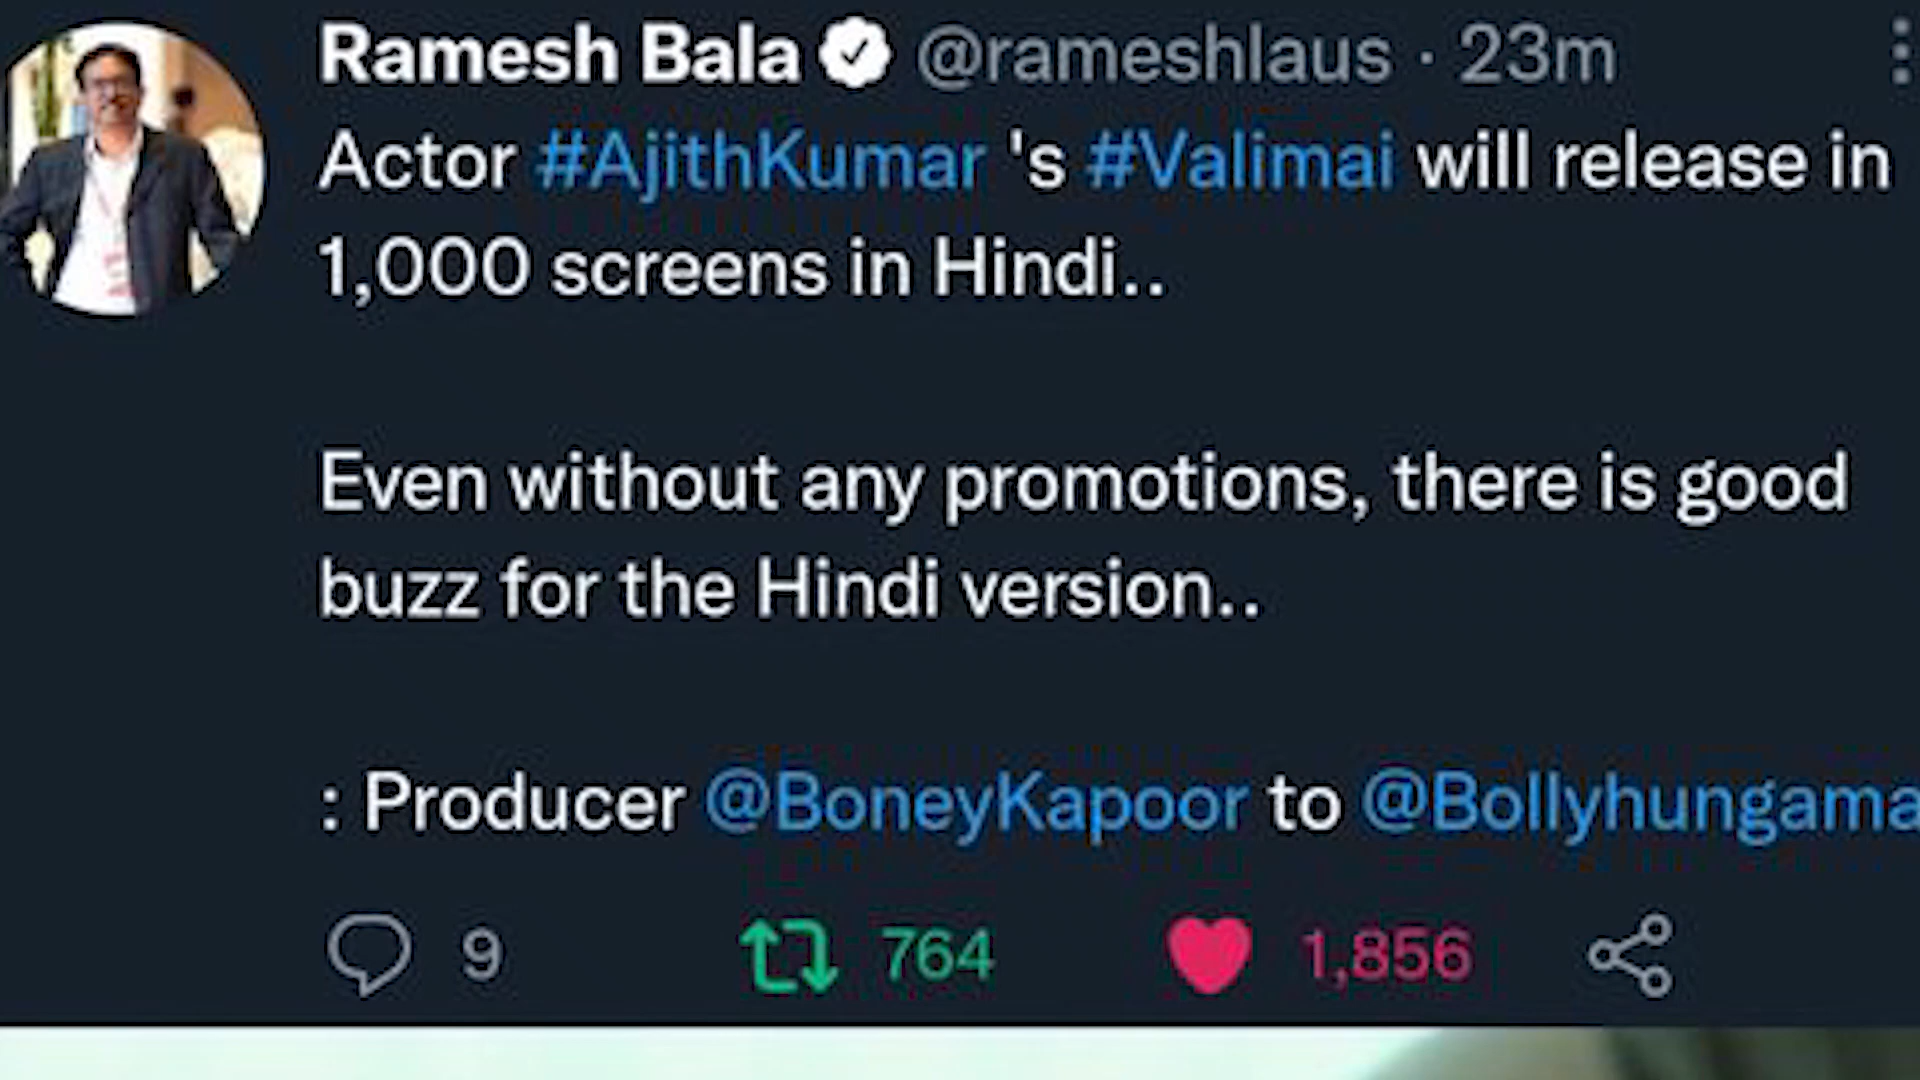 Ramesh Bala @rameshlaus · 23m
Actor #AjithKumar 's #Valimai will release in
1,000 screens in Hindi..
Even without any promotions, there is good
buzz for the Hindi version..
: Producer @BoneyKapoor to @Bollyhungama
9 764 1,856